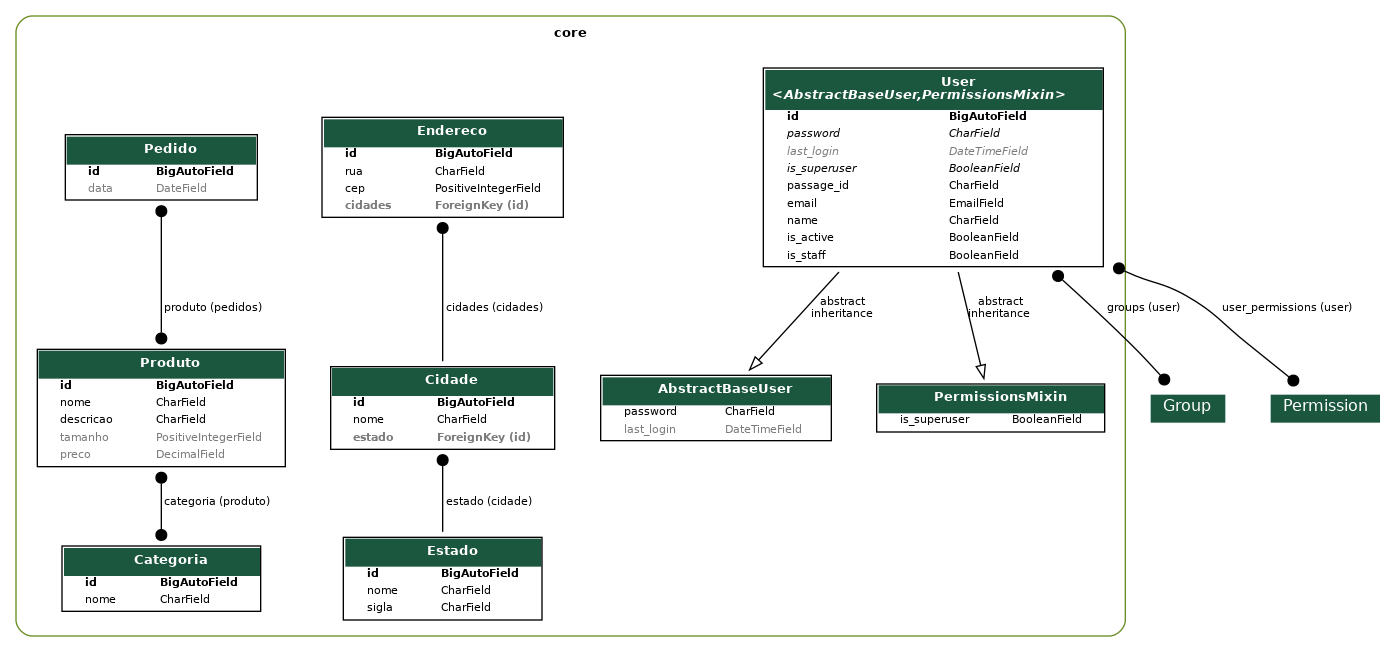 core
Pedido
id BigAutoField
data DateField
produto (pedidos)
Produto
id BigAutoField
nome CharField
descricao CharField
tamanho PositiveIntegerField
preco DecimalField
categoria (produto)
Categoria
id BigAutoField
nome CharField
Endereco
id BigAutoField
rua CharField
cep PositiveIntegerField
cidades ForeignKey (id)
cidades (cidades)
Cidade
id BigAutoField
nome CharField
estado ForeignKey (id)
estado (cidade)
Estado
id BigAutoField
nome CharField
sigla CharField
User
<AbstractBaseUser,PermissionsMixin>
id BigAutoField
password CharField
last_login DateTimeField
is_superuser BooleanField
passage_id CharField
email EmailField
name CharField
is_active BooleanField
is_staff BooleanField
abstract
inheritance
abstract
inheritance
groups (user)
user_permissions (user)
AbstractBaseUser
password CharField
last_login DateTimeField
PermissionsMixin
is_superuser BooleanField
Group
Permission